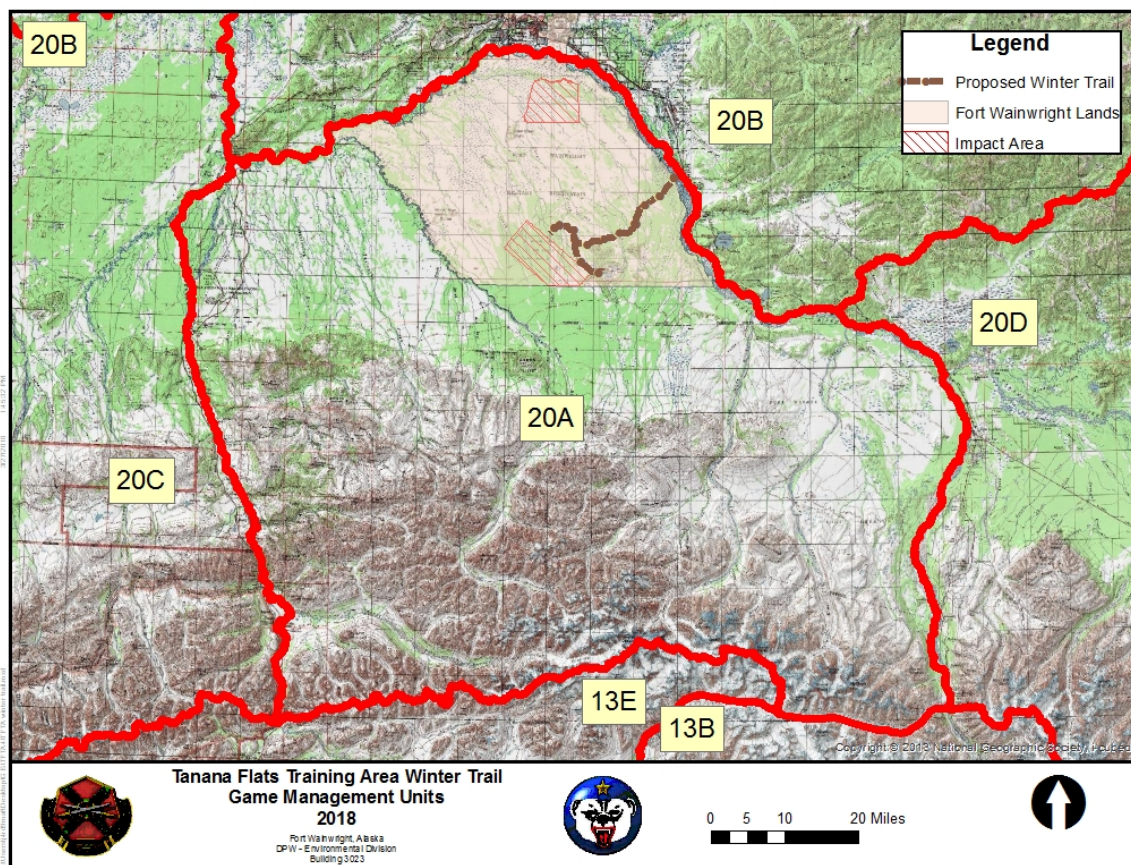 20B
Legend
Proposed Winter Trail
Fort Wainwright Lands
Impact Area
20B
20D
20A
20C
13E
13B
Copyright © 2013 National Geographic Society, i-cubed
Tanana Flats Training Area Winter Trail
Game Management Units
2018
Fort Wainwright, Alaska
DPW - Environmental Division
Building 3023
0 5 10 20 Miles